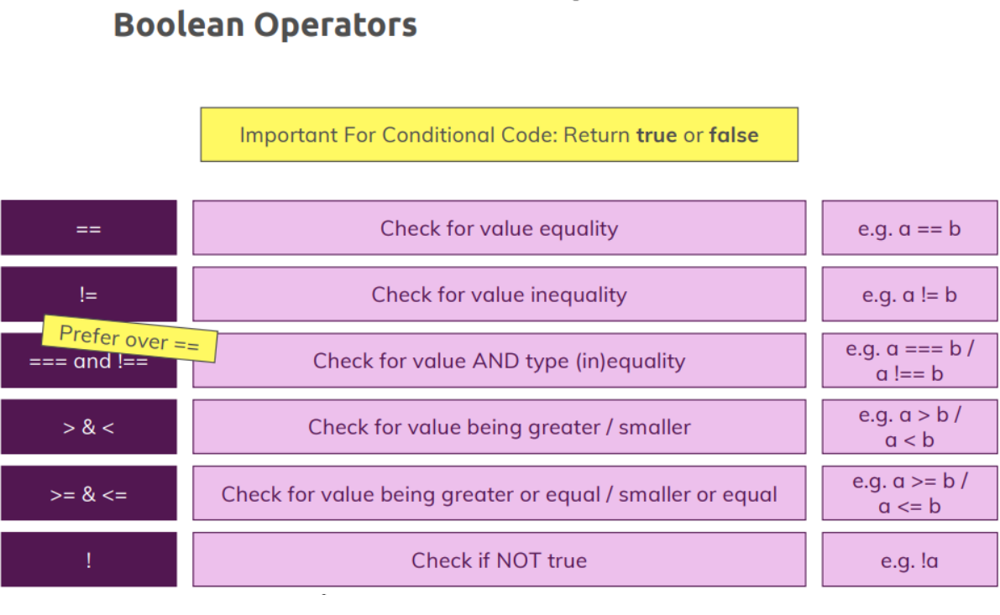 Boolean Operators
Important For Conditional Code: Return true or false
==
Check for value equality
e.g. a == b
!=
Check for value inequality
e.g. a != b
Prefer over ==
=== and !==
Check for value AND type (in)equality
e.g. a === b /
a !== b
> & <
Check for value being greater / smaller
e.g. a > b /
a < b
>= & <=
Check for value being greater or equal / smaller or equal
e.g. a >= b /
a <= b
!
Check if NOT true
e.g. !a